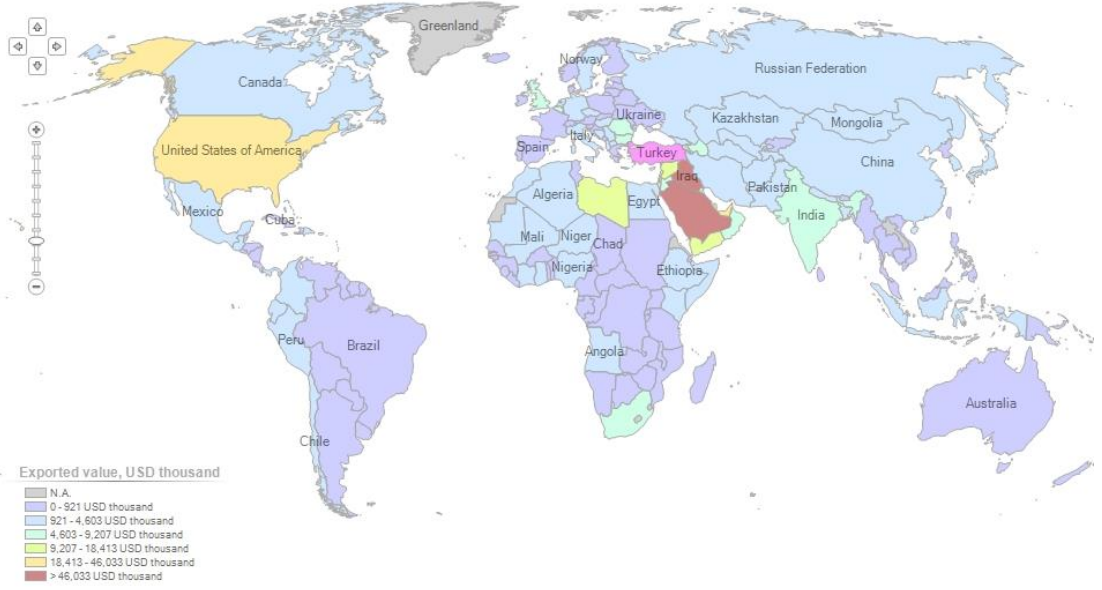 Greenland
Norway
Russian Federation
Canada
Ukraine
Kazakhstan
Mongolia
Italy
Spain
Turkey
United States of America
China
Iraq
Pakistan
Algeria
Egypt
Mexico
Cuba
India
Mali
Niger
Chad
Nigeria
Ethiopia
Peru
Brazil
Angola
Australia
Chile
Exported value, USD thousand
N.A.
0 - 921 USD thousand
921 - 4,603 USD thousand
4,603 - 9,207 USD thousand
9,207 - 18,413 USD thousand
18,413 - 46,033 USD thousand
> 46,033 USD thousand